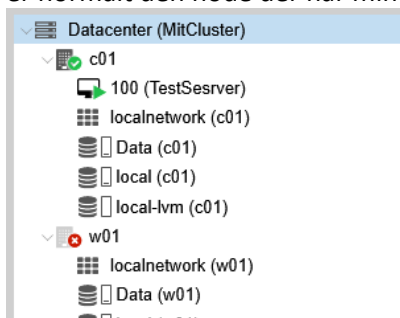 Datacenter (MitCluster)
c01
100 (TestSesrver)
localnetwork (c01)
Data (c01)
local (c01)
local-lvm (c01)
w01
localnetwork (w01)
Data (w01)